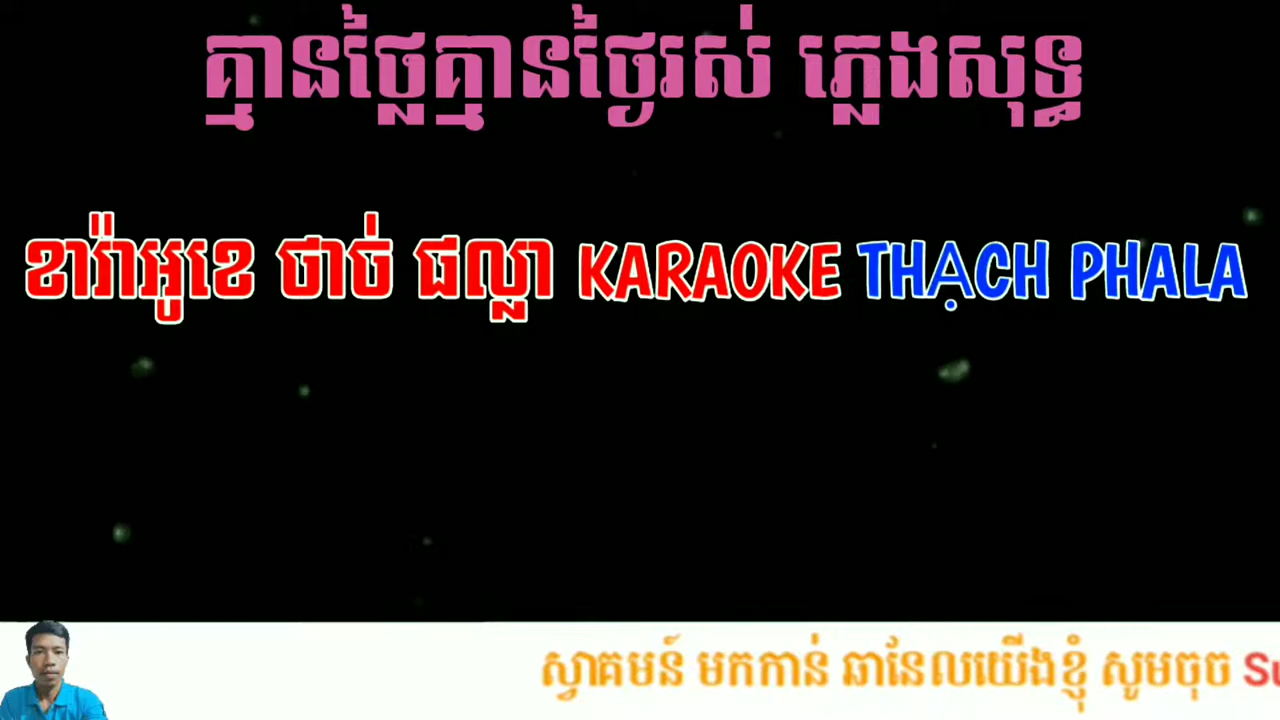 គ្មានថ្លៃគ្មានថ្ងៃរស់ ភ្លេងសុទ្ធ
ខារ៉ាអូខេ ថាច់ ផល្លា KARAOKE THẠCH PHALA
ស្វាគមន៍ មកកាន់ ឆានែលយើងខ្ញុំ សូមចុច Su